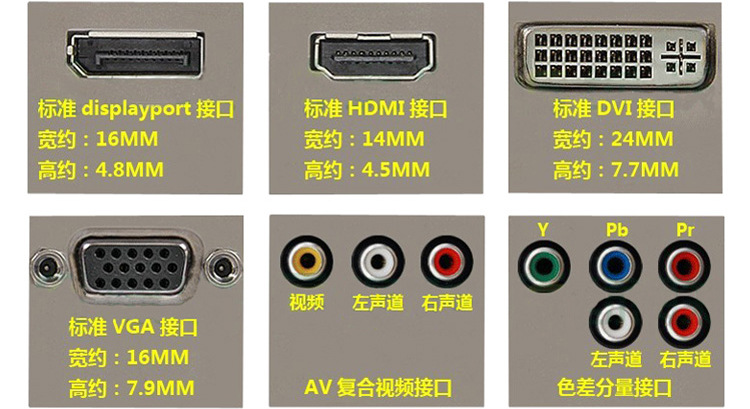 标准 displayport 接口
宽约：16MM
高约：4.8MM
标准 HDMI 接口
宽约：14MM
高约：4.5MM
标准 DVI 接口
宽约：24MM
高约：7.7MM
标准 VGA 接口
宽约：16MM
高约：7.9MM
视频 左声道 右声道
AV 复合视频接口
Y Pb Pr
左声道 右声道
色差分量接口